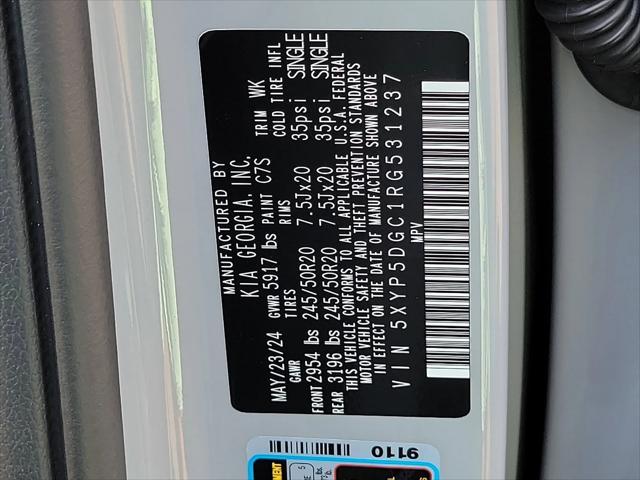 MANUFACTURED BY
KIA GEORGIA, INC.
MAY/23/24 GVWR 5917 lbs PAINT C7S TRIM WK
GAWR TIRES RIMS COLD TIRE INFL
FRONT 2954 lbs 245/50R20 7.5Jx20 35psi SINGLE
REAR 3196 lbs 245/50R20 7.5Jx20 35psi SINGLE
THIS VEHICLE CONFORMS TO ALL APPLICABLE U.S.A. FEDERAL
MOTOR VEHICLE SAFETY AND THEFT PREVENTION STANDARDS
IN EFFECT ON THE DATE OF MANUFACTURE SHOWN ABOVE
VIN 5XYP5DGC1RG531237
MPV
9110